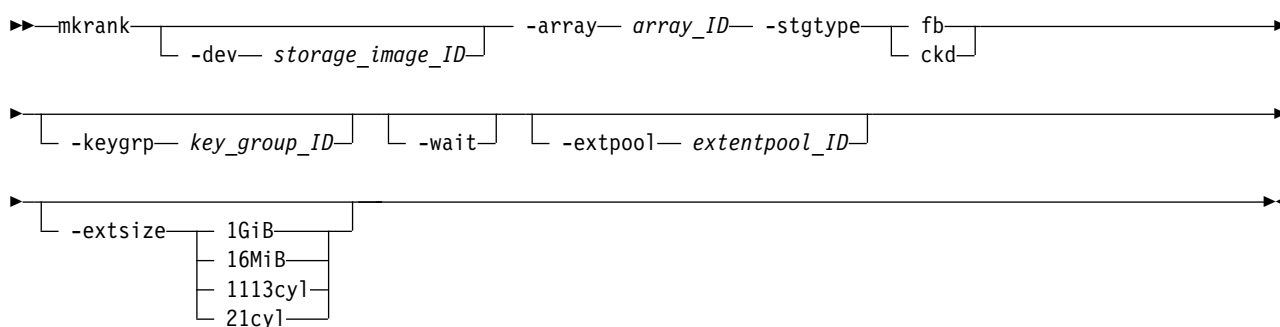 mkrank -dev storage_image_ID -array array_ID -stgtype fb
ckd
-keygrp key_group_ID -wait -extpool extentpool_ID
-extsize 1GiB
16MiB
1113cyl
21cyl